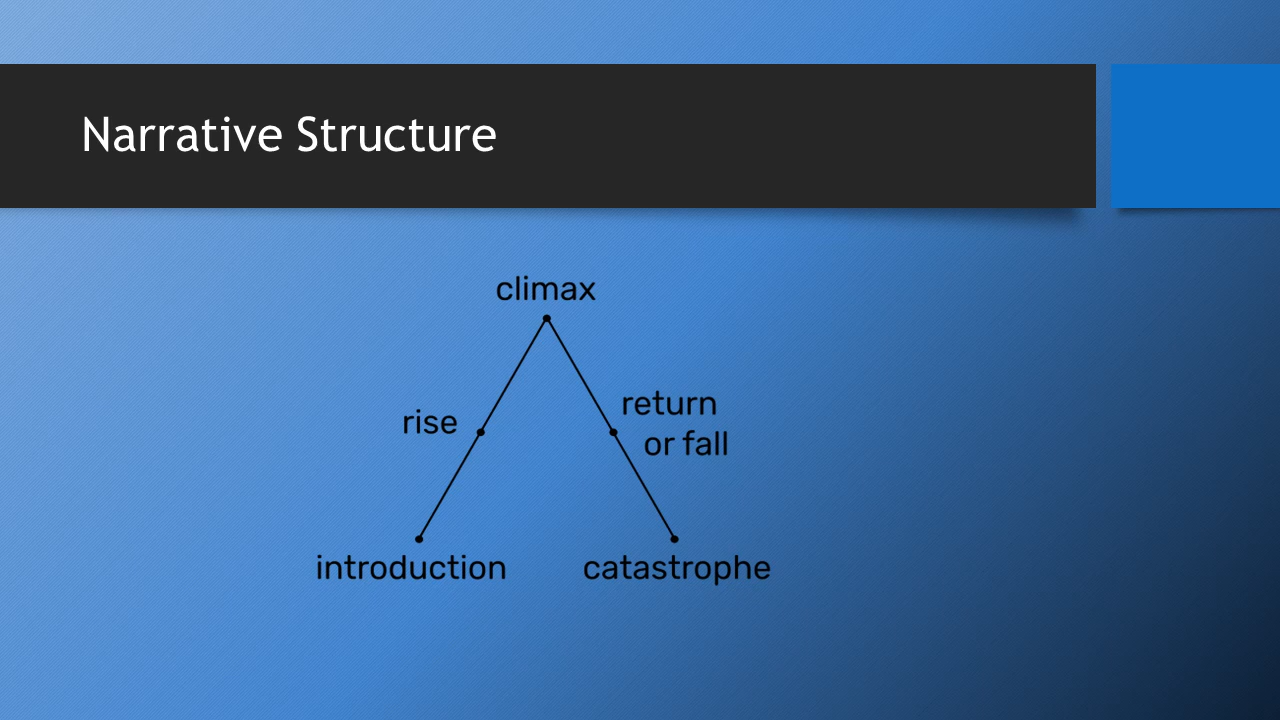 Narrative Structure
climax
rise
return
or fall
introduction
catastrophe